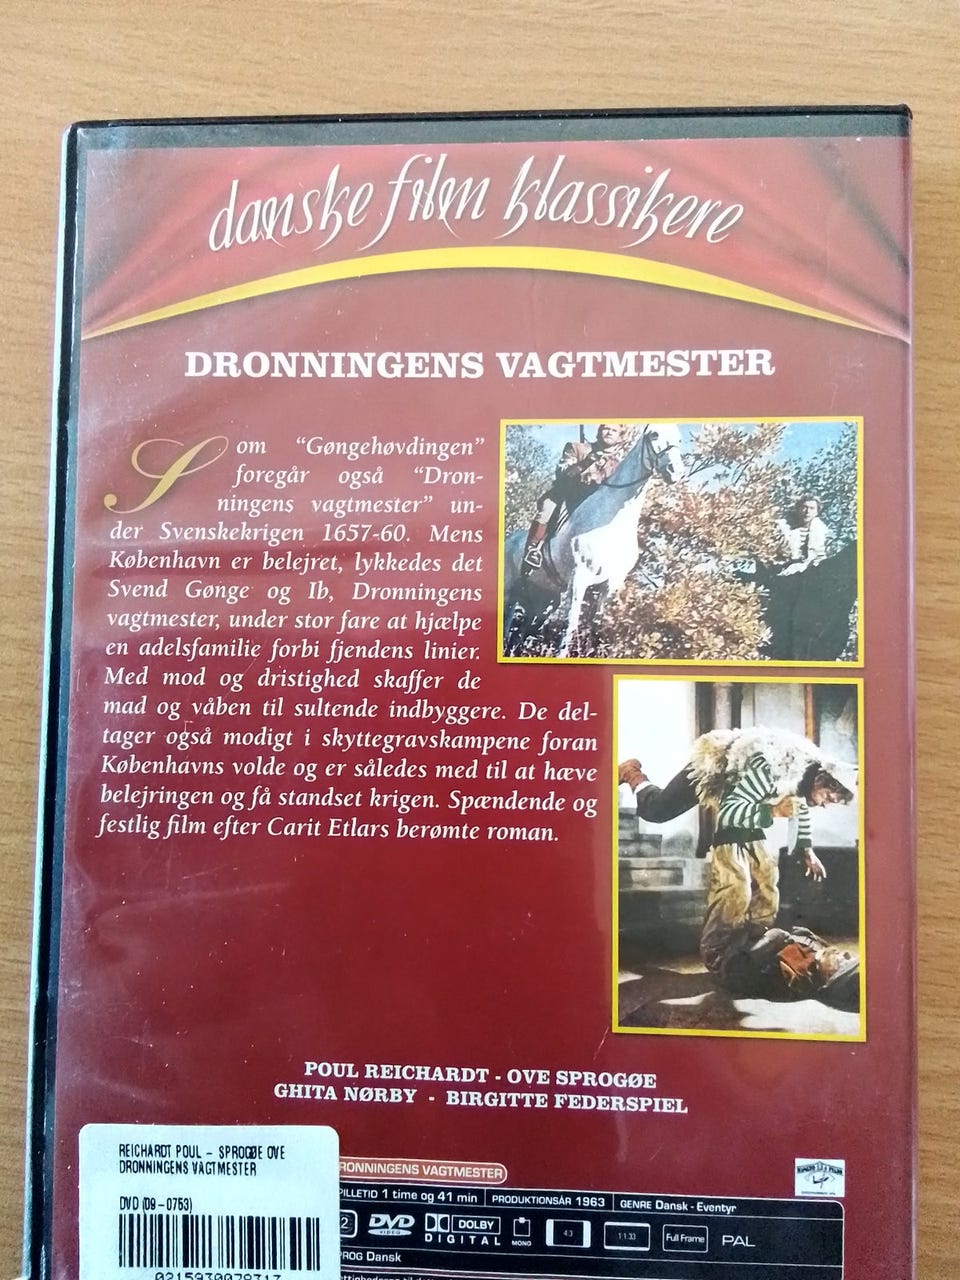 danske film klassikere
DRONNINGENS VAGTMESTER
Som "Gøngehøvdingen"
foregår også "Dron-
ningens vagtmester" un-
der Svenskekrigen 1657-60. Mens
København er belejret, lykkedes det
Svend Gønge og Ib, Dronningens
vagtmester, under stor fare at hjælpe
en adelsfamilie forbi fjendens linier.
Med mod og dristighed skaffer de
mad og våben til sultende indbyggere. De del-
tager også modigt i skyttegravskampene foran
Københavns volde og er således med til at hæve
belejringen og få standset krigen. Spændende og
festlig film efter Carit Etlars berømte roman.
POUL REICHARDT - OVE SPROGØE
GHITA NØRBY - BIRGITTE FEDERSPIEL
REICHARDT POUL - SPROGØE OVE
DRONNINGENS VAGTMESTER
DVD (09-0753)
RONNINGENS VAGTMESTER
PILLETID 1 time og 41 min PRODUKTIONSÅR 1963 GENRE Dansk - Eventyr
2 DVD VIDEO DOLBY DIGITAL MONO 4:3 1:1.33 Full Frame PAL
PROG Dansk